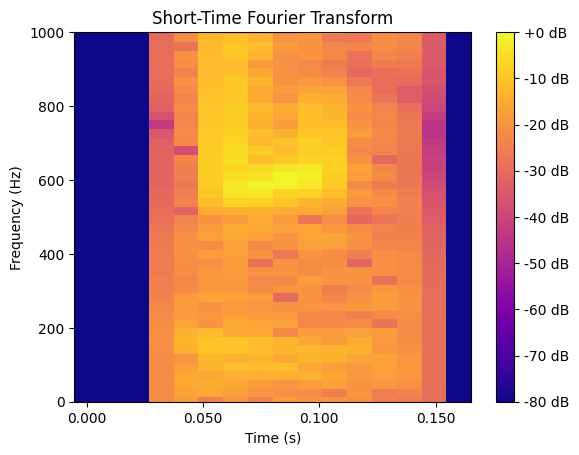 Short-Time Fourier Transform
1000
800
600
400
200
0
Frequency (Hz)
0.000
0.050
0.100
0.150
Time (s)
+0 dB
-10 dB
-20 dB
-30 dB
-40 dB
-50 dB
-60 dB
-70 dB
-80 dB